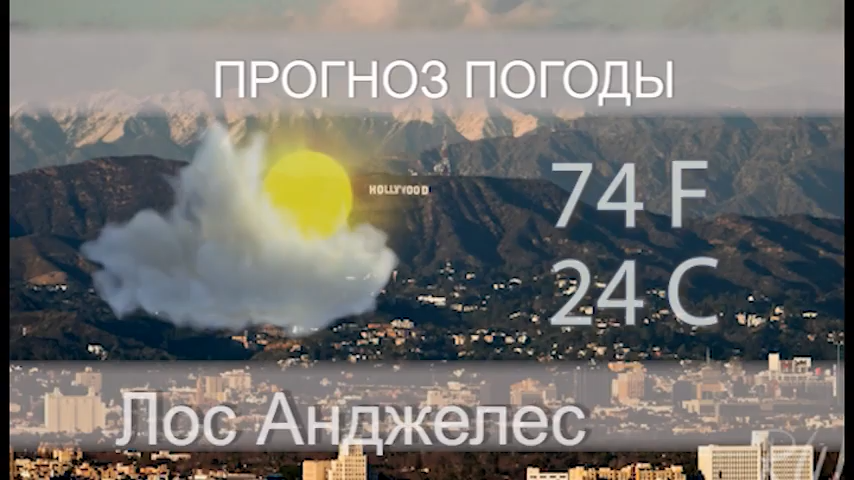 ПРОГНОЗ ПОГОДЫ
HOLLYWOOD
74 F
24 C
Лос Анджелес